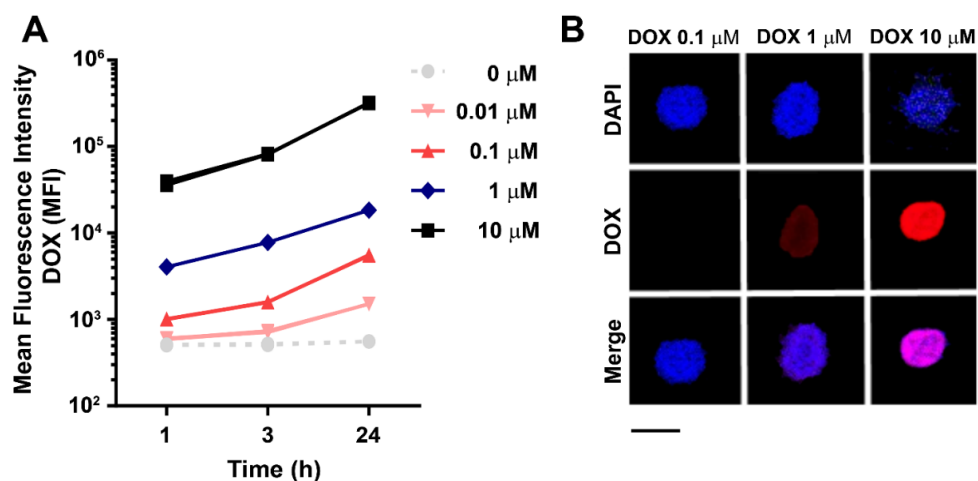 A
Mean Fluorescence Intensity
DOX (MFI)
10⁶
10⁵
10⁴
10³
10²
1
3
24
Time (h)
0 µM
0.01 µM
0.1 µM
1 µM
10 µM
B
DOX 0.1 µM
DOX 1 µM
DOX 10 µM
DAPI
DOX
Merge